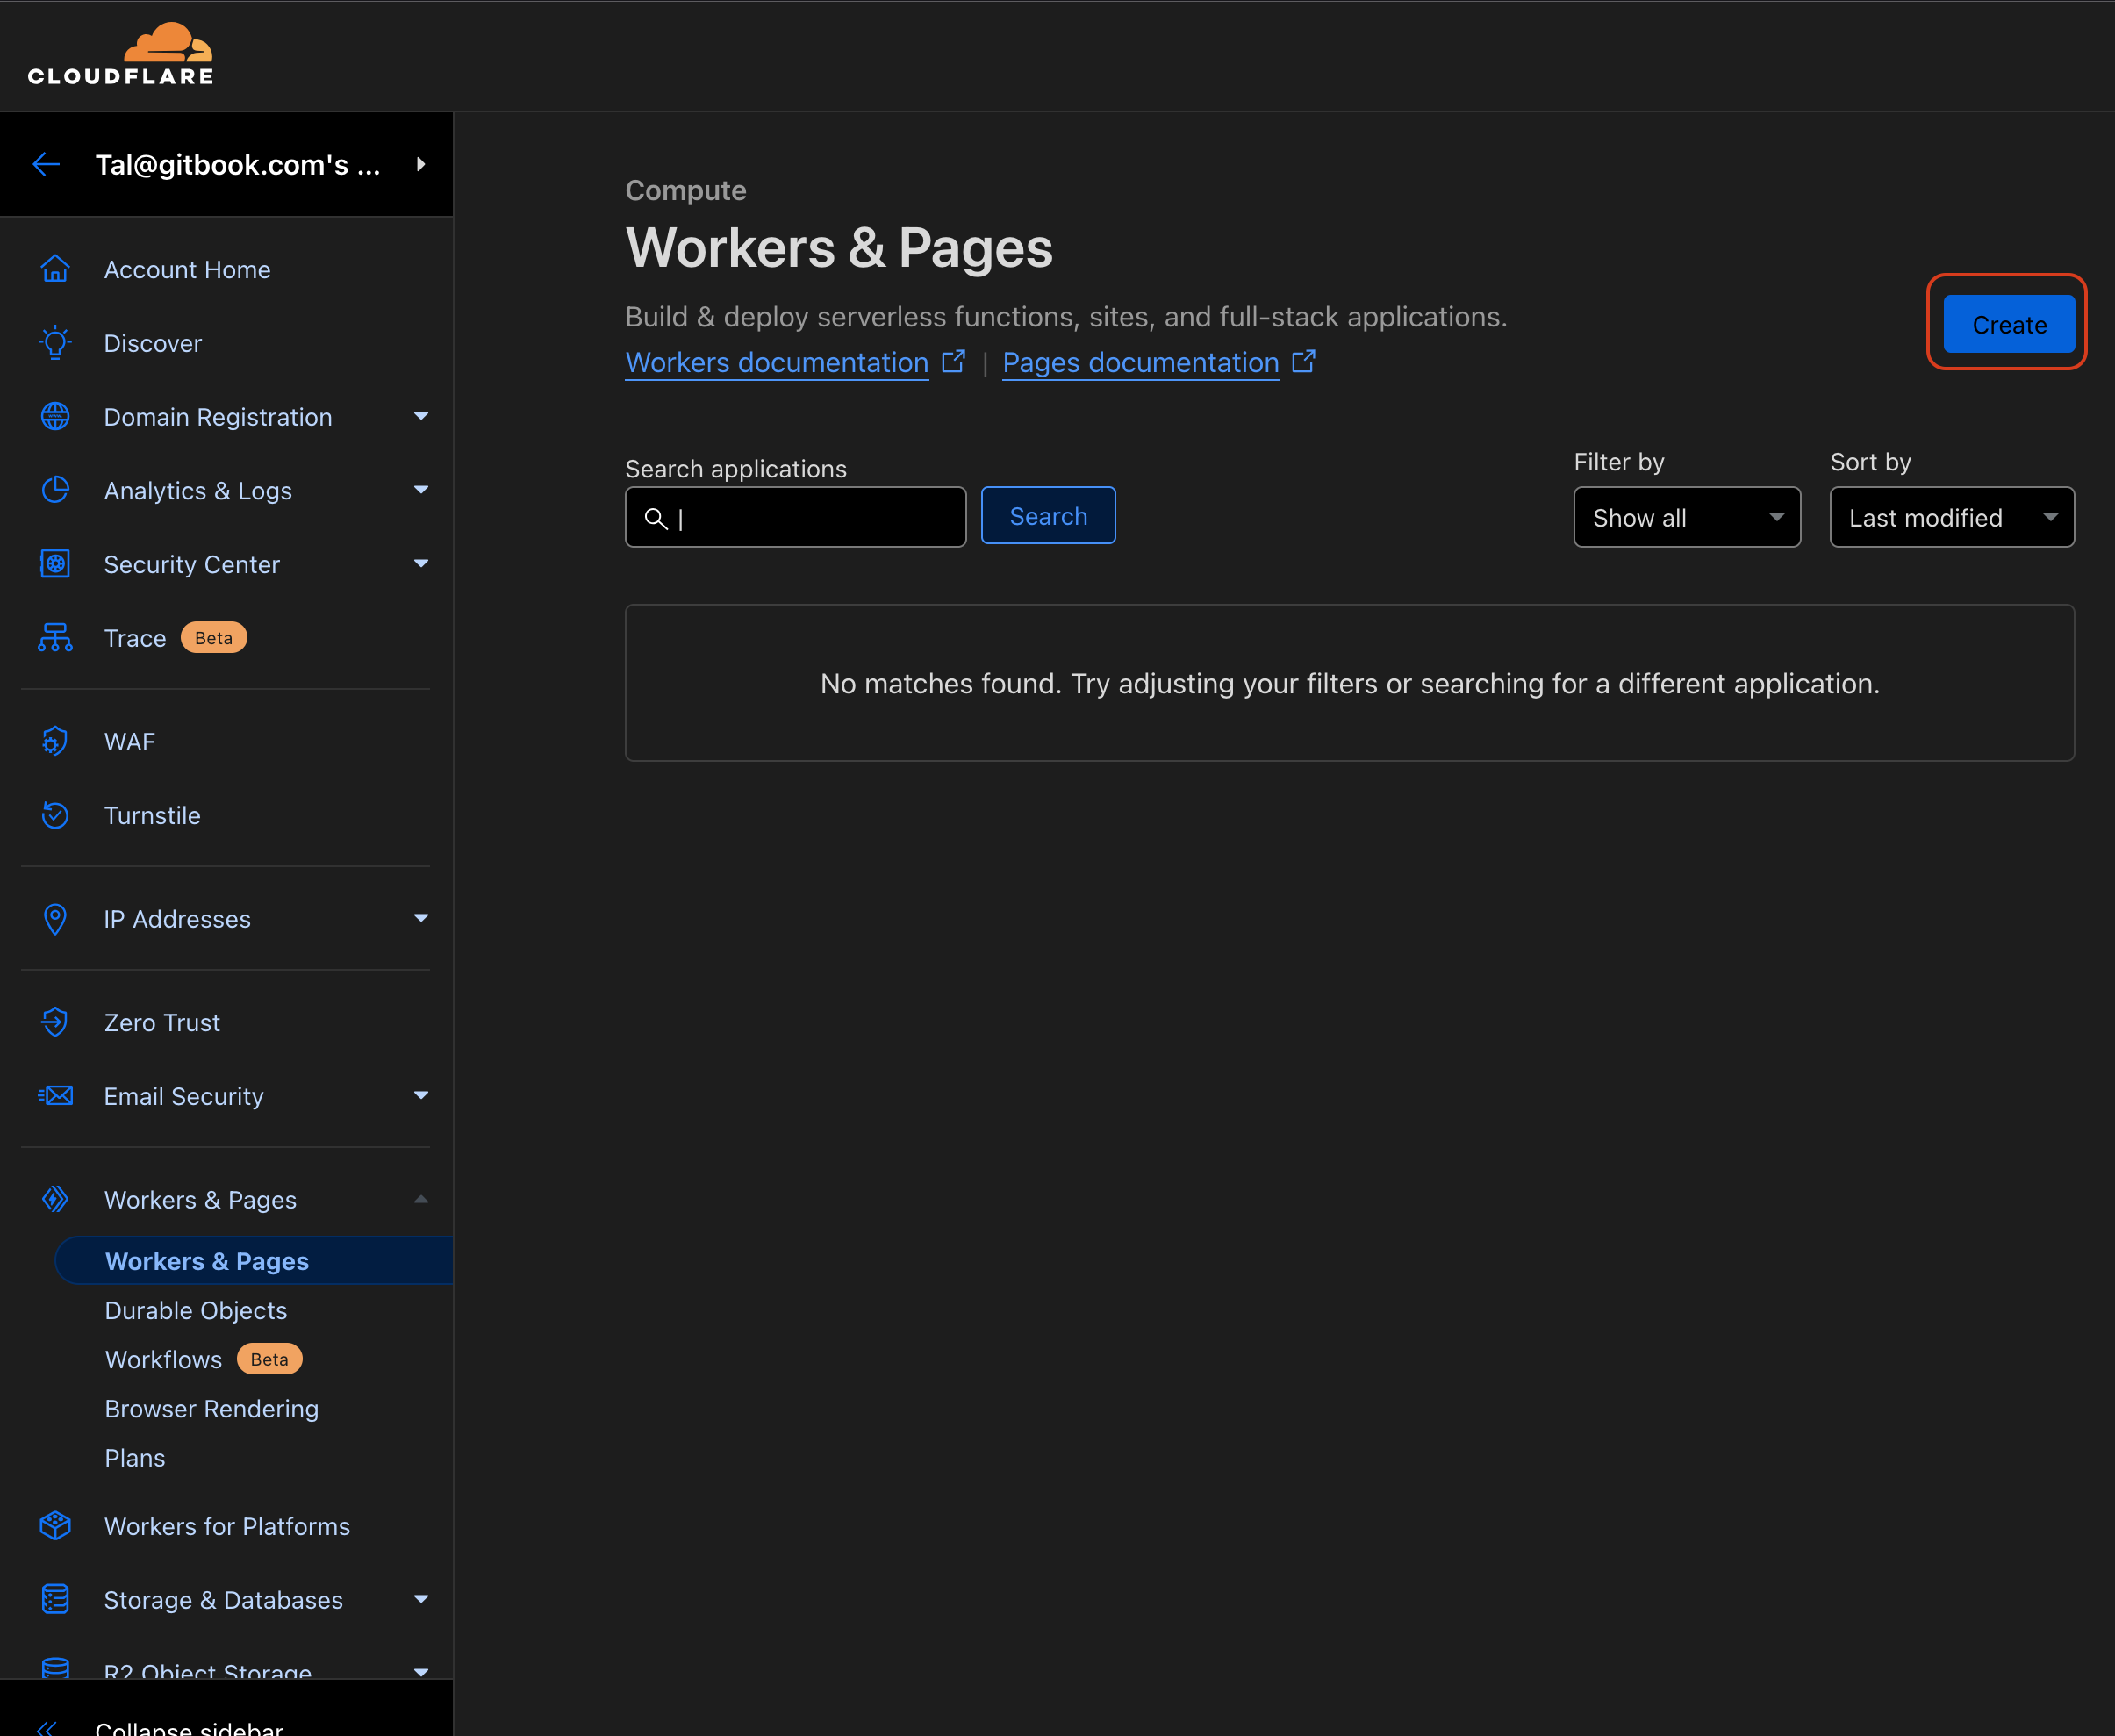 CLOUDFLARE
Tal@gitbook.com's ...
Account Home
Discover
Domain Registration
Analytics & Logs
Security Center
Trace Beta
WAF
Turnstile
IP Addresses
Zero Trust
Email Security
Workers & Pages
Workers & Pages
Durable Objects
Workflows Beta
Browser Rendering
Plans
Workers for Platforms
Storage & Databases
R2 Object Storage
Collapse sidebar
Compute
Workers & Pages
Build & deploy serverless functions, sites, and full-stack applications.
Workers documentation | Pages documentation
Create
Search applications
Search
Filter by
Show all
Sort by
Last modified
No matches found. Try adjusting your filters or searching for a different application.